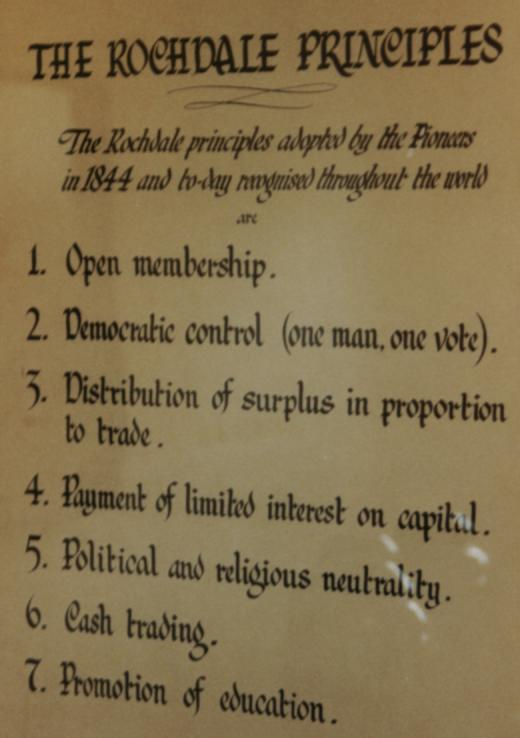 THE ROCHDALE PRINCIPLES
The Rochdale principles adopted by the Pioneers
in 1844 and to-day recognised throughout the world
are
1. Open membership.
2. Democratic control (one man, one vote).
3. Distribution of surplus in proportion
to trade.
4. Payment of limited interest on capital.
5. Political and religious neutrality.
6. Cash trading.
7. Promotion of education.